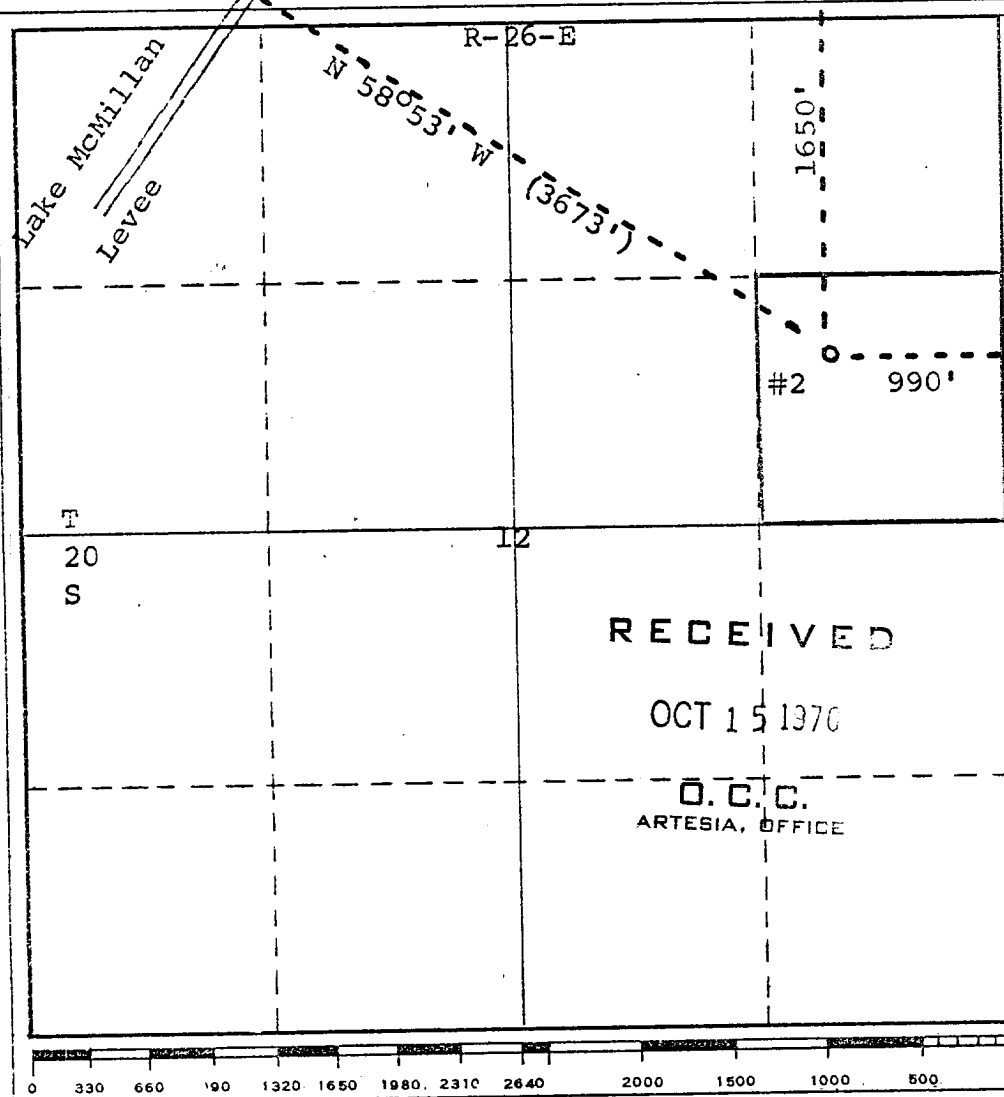 R-26-E
Lake McMillan
Levee
N 58°53' W (3673')
1650'
#2 990'
T
20
S
12
RECEIVED
OCT 15 1970
O. C. C.
ARTESIA, OFFICE
0 330 660 '90 1320 1650 1980. 2310 2640 2000 1500 1000 500